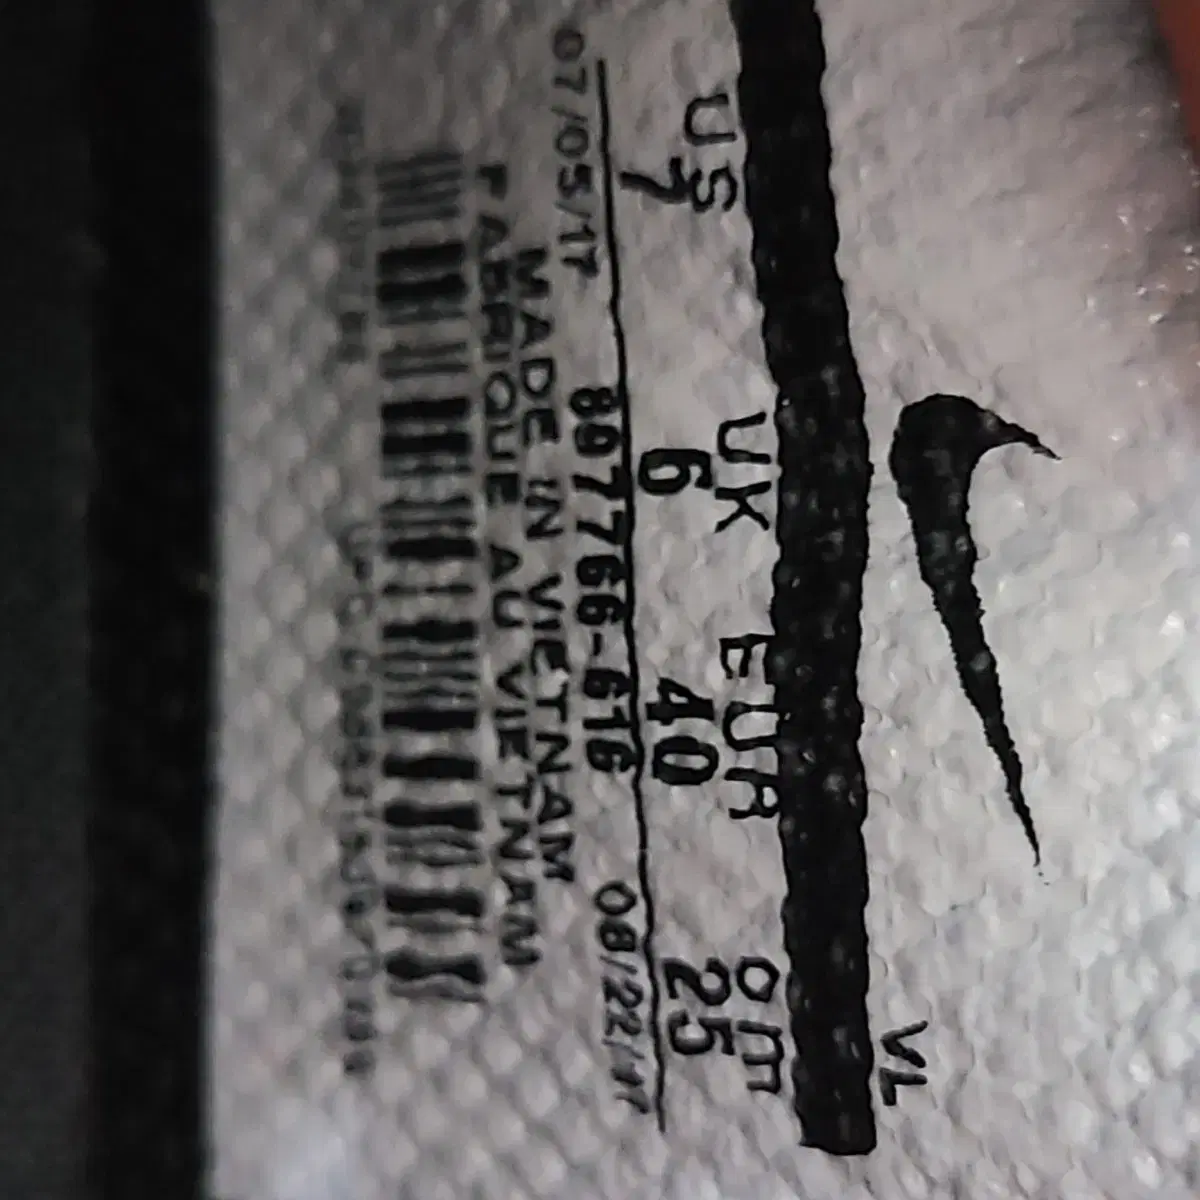 VL
US UK EUR cm
7 6 40 25
07/05/17 807766-616 08/22/17
MADE IN VIETNAM
FABRIQUE AU VIETNAM